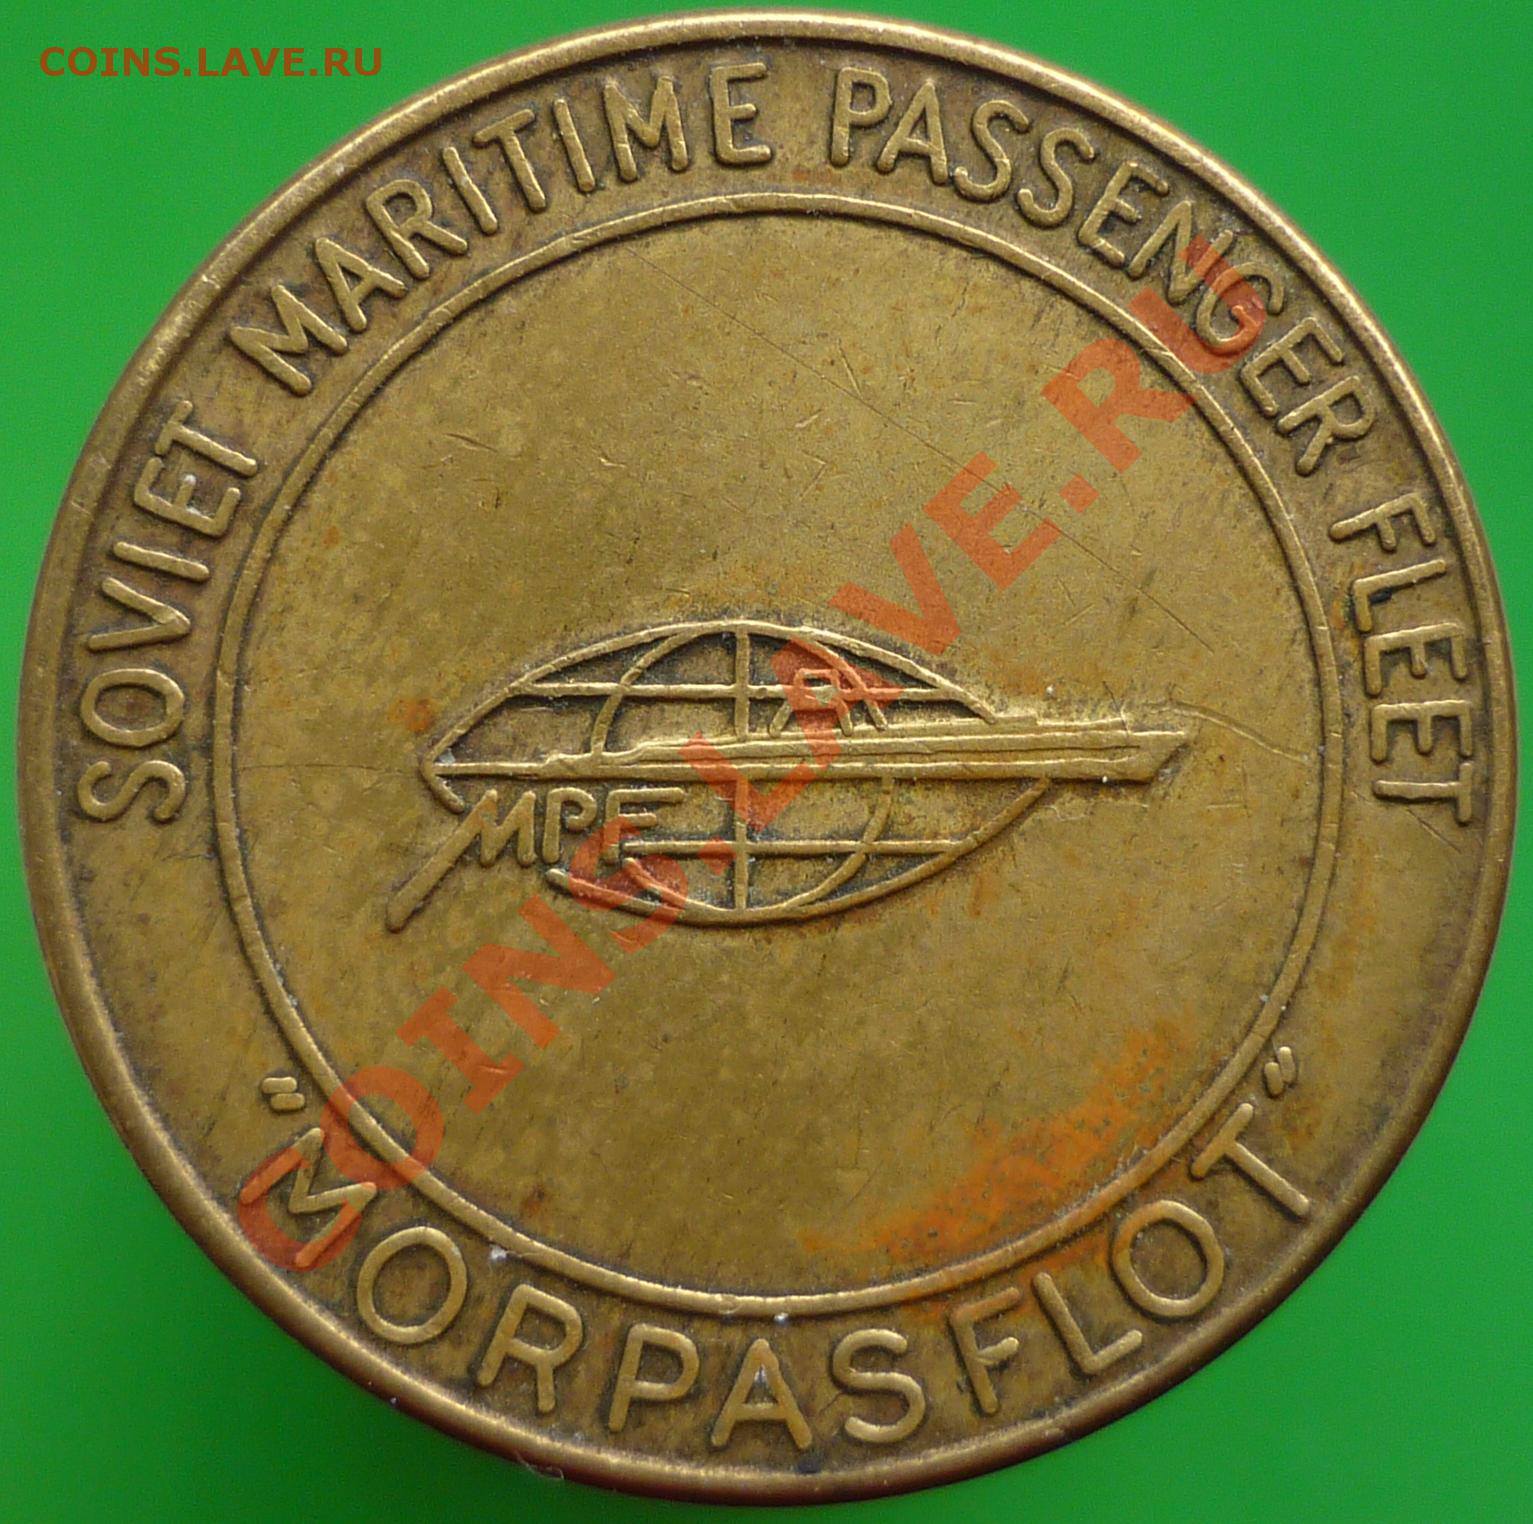 COINS.LAVE.RU
SOVIET MARITIME PASSENGER FLEET
MPF
"MORPASFLOT"
COINS.LAVE.RU